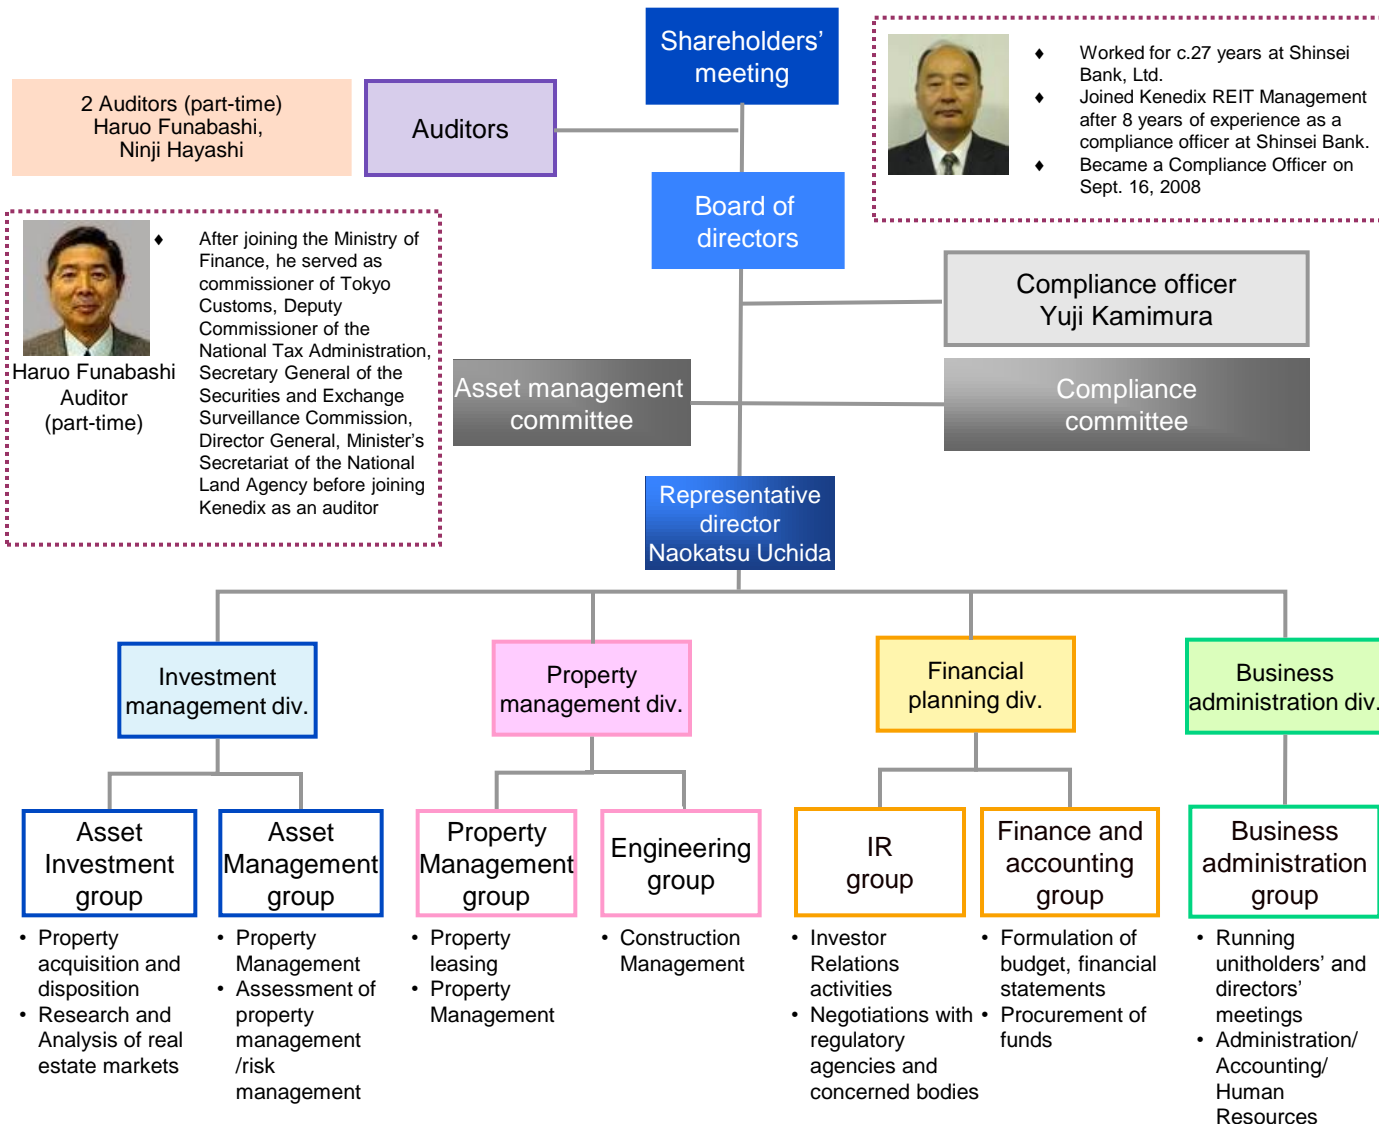 Shareholders'
meeting
2 Auditors (part-time)
Haruo Funabashi,
Ninji Hayashi
Auditors
♦ Worked for c.27 years at Shinsei
Bank, Ltd.
♦ Joined Kenedix REIT Management
after 8 years of experience as a
compliance officer at Shinsei Bank.
♦ Became a Compliance Officer on
Sept. 16, 2008
Board of
directors
Haruo Funabashi
Auditor
(part-time)
♦ After joining the Ministry of
Finance, he served as
commissioner of Tokyo
Customs, Deputy
Commissioner of the
National Tax Administration,
Secretary General of the
Securities and Exchange
Surveillance Commission,
Director General, Minister's
Secretariat of the National
Land Agency before joining
Kenedix as an auditor
Compliance officer
Yuji Kamimura
Asset management
committee
Compliance
committee
Representative
director
Naokatsu Uchida
Investment
management div.
Property
management div.
Financial
planning div.
Business
administration div.
Asset
Investment
group
Asset
Management
group
Property
Management
group
Engineering
group
IR
group
Finance and
accounting
group
Business
administration
group
• Property
acquisition and
disposition
• Research and
Analysis of real
estate markets
• Property
Management
• Assessment of
property
management
/risk
management
• Property
leasing
• Property
Management
• Construction
Management
• Investor
Relations
activities
• Negotiations with
regulatory
agencies and
concerned bodies
• Formulation of
budget, financial
statements
• Procurement of
funds
• Running
unitholders' and
directors'
meetings
• Administration/
Accounting/
Human
Resources